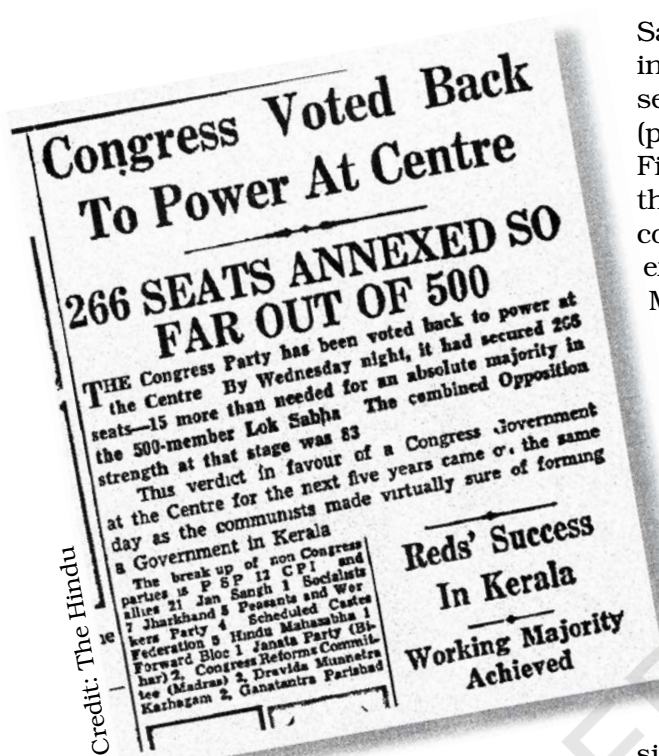 Congress Voted Back
To Power At Centre
266 SEATS ANNEXED SO
FAR OUT OF 500
THE Congress Party has been voted back to power at
the Centre By Wednesday night, it had secured 266
seats—15 more than needed for an absolute majority in
the 500-member Lok Sabha The combined Opposition
strength at that stage was 83
This verdict in favour of a Congress Government
at the Centre for the next five years came the same
day as the communists made virtually sure of forming
a Government in Kerala
The break up of non Congress
parties is P S P 12 C P I and
allies 21 Jan Sangh 1 Socialists
7 Jharkhand 5 Peasants and Wor
kers Party 4 Scheduled Castes
Federation 5 Hindu Mahasabha 1
Forward Bloc 1 Janata Party (Bi-
har) 2, Congress Reforms Commit-
tee (Madras) 2, Dravida Munnetra
Kazhagam 2, Ganatantra Parishad
Reds' Success
In Kerala
Working Majority
Achieved
Credit: The Hindu
Sa
in
se
(p
Fi
th
co
e
M
si